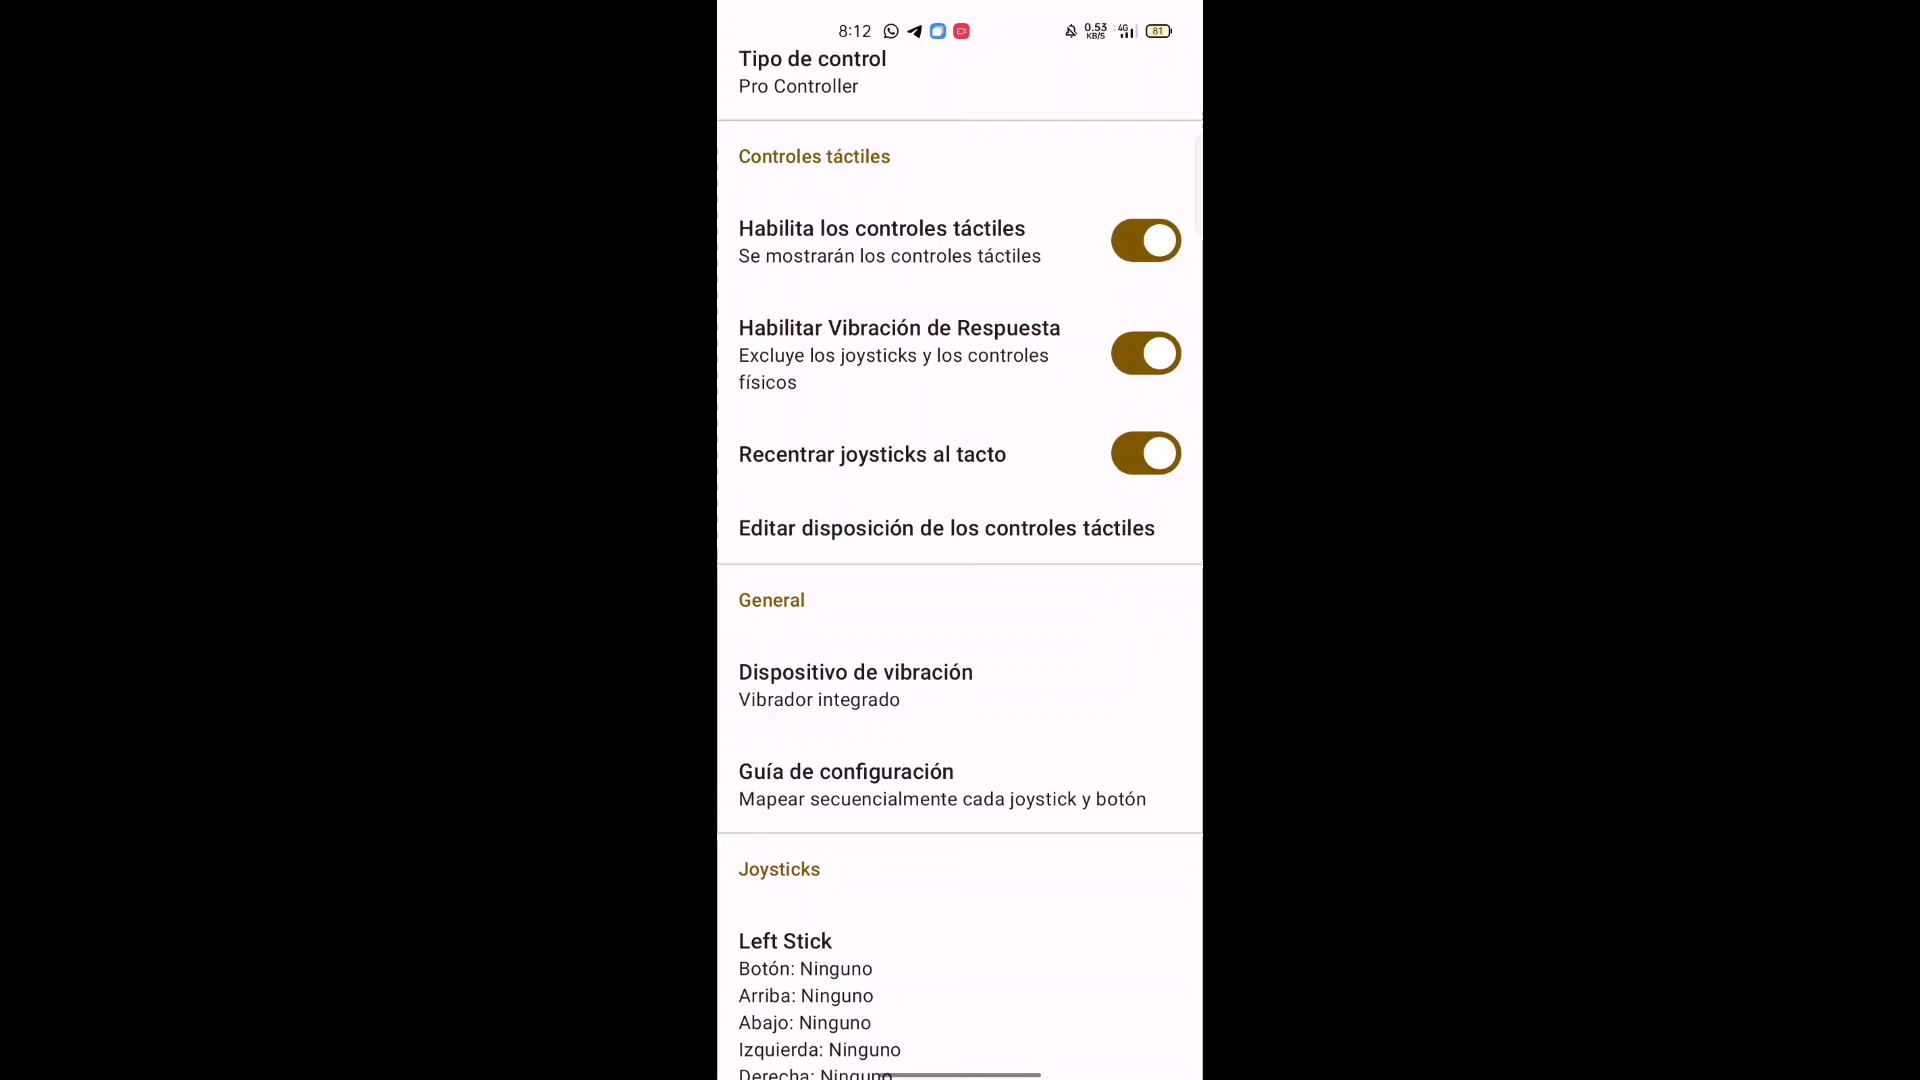 8:12
0.53 KB/S 4G 81
Tipo de control
Pro Controller
Controles táctiles
Habilita los controles táctiles
Se mostrarán los controles táctiles
Habilitar Vibración de Respuesta
Excluye los joysticks y los controles
físicos
Recentrar joysticks al tacto
Editar disposición de los controles táctiles
General
Dispositivo de vibración
Vibrador integrado
Guía de configuración
Mapear secuencialmente cada joystick y botón
Joysticks
Left Stick
Botón: Ninguno
Arriba: Ninguno
Abajo: Ninguno
Izquierda: Ninguno
Derecha: Ninguno